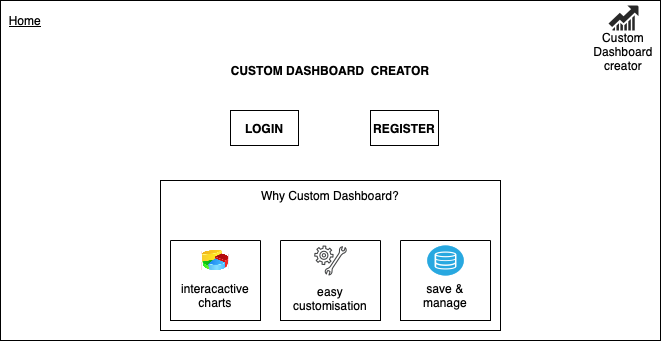 Home
Custom
Dashboard
creator
CUSTOM DASHBOARD  CREATOR
LOGIN
REGISTER
Why Custom Dashboard?
interacactive
charts
easy
customisation
save &
manage